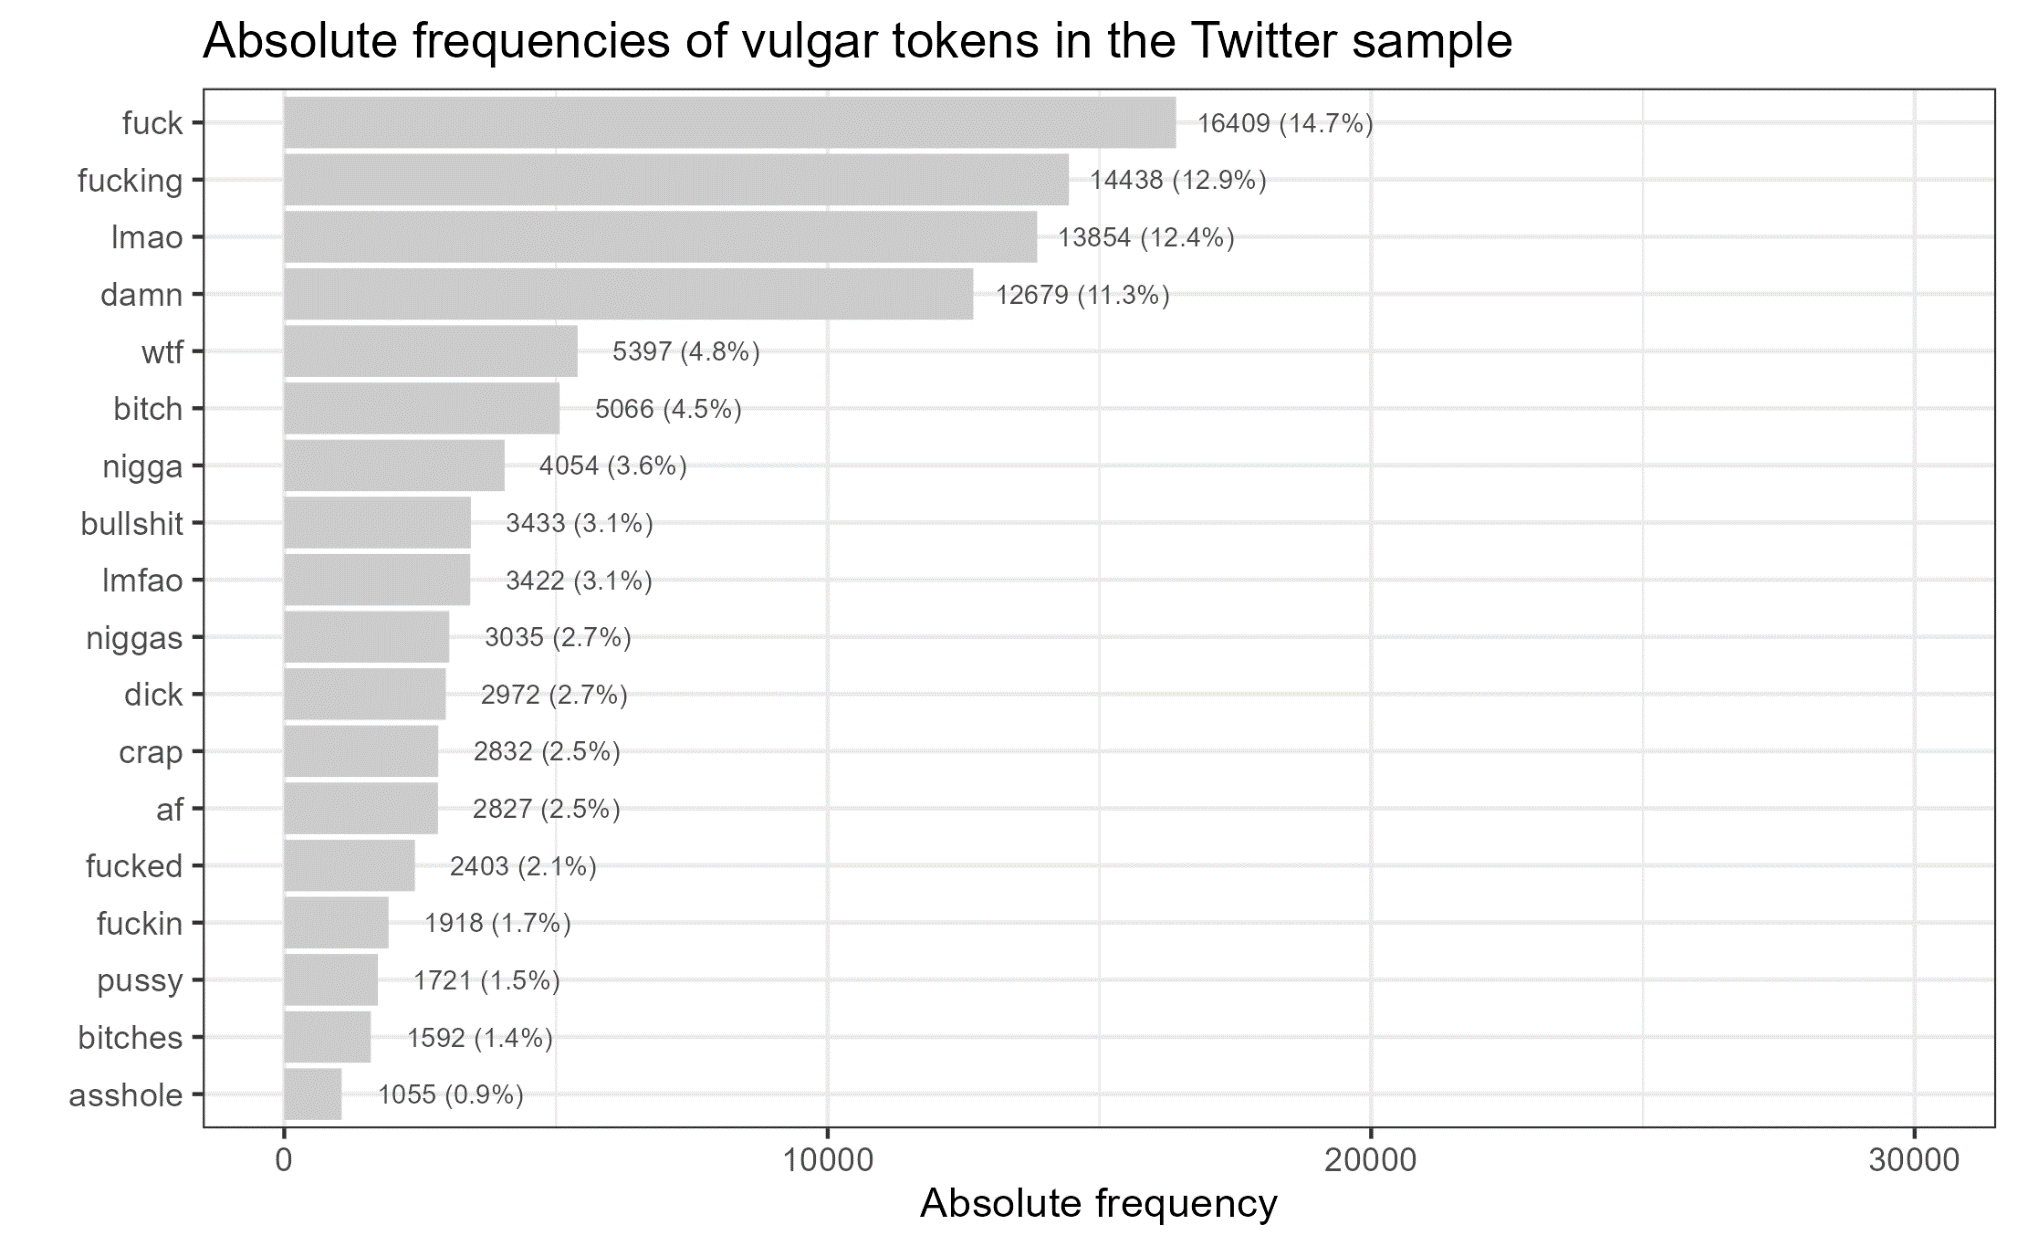 Absolute frequencies of vulgar tokens in the Twitter sample
fuck 16409 (14.7%)
fucking 14438 (12.9%)
lmao 13854 (12.4%)
damn 12679 (11.3%)
wtf 5397 (4.8%)
bitch 5066 (4.5%)
nigga 4054 (3.6%)
bullshit 3433 (3.1%)
lmfao 3422 (3.1%)
niggas 3035 (2.7%)
dick 2972 (2.7%)
crap 2832 (2.5%)
af 2827 (2.5%)
fucked 2403 (2.1%)
fuckin 1918 (1.7%)
pussy 1721 (1.5%)
bitches 1592 (1.4%)
asshole 1055 (0.9%)
0 10000 20000 30000
Absolute frequency